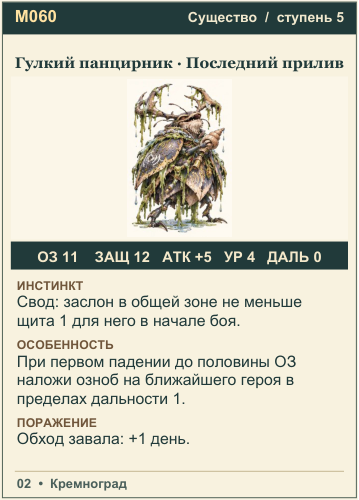 M060
Существо / ступень 5
Гулкий панцирник · Последний прилив
ОЗ 11 ЗАЩ 12 АТК +5 УР 4 ДАЛЬ 0
ИНСТИНКТ
Свод: заслон в общей зоне не меньше
щита 1 для него в начале боя.
ОСОБЕННОСТЬ
При первом падении до половины ОЗ
наложи озноб на ближайшего героя в
пределах дальности 1.
ПОРАЖЕНИЕ
Обход завала: +1 день.
02 • Кремноград